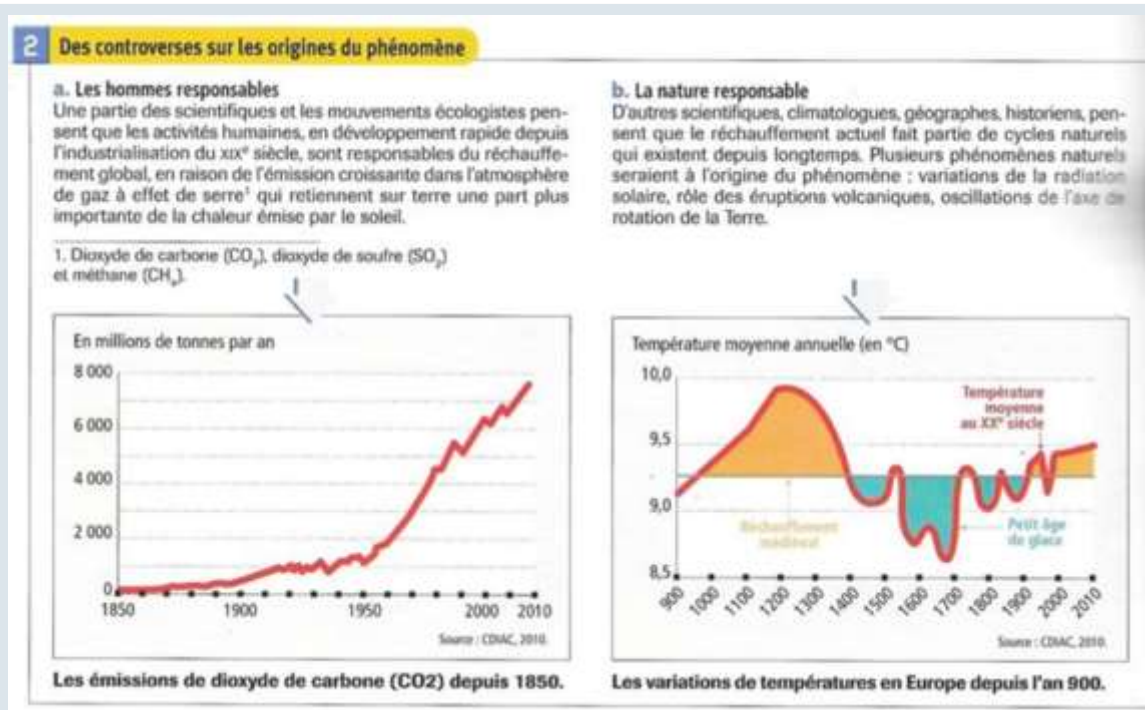 2 Des controverses sur les origines du phénomène
a. Les hommes responsables
Une partie des scientifiques et les mouvements écologistes pen-
sent que les activités humaines, en développement rapide depuis
l'industrialisation du XIXe siècle, sont responsables du réchauffe-
ment global, en raison de l'émission croissante dans l'atmosphère
de gaz à effet de serre1 qui retiennent sur terre une part plus
importante de la chaleur émise par le soleil.
1. Dioxyde de carbone (CO2), dioxyde de soufre (SO2)
et méthane (CH4).
En millions de tonnes par an
8 000
6 000
4 000
2 000
0
1850 1900 1950 2000 2010
Source : CDIAC, 2010.
Les émissions de dioxyde de carbone (CO2) depuis 1850.
b. La nature responsable
D'autres scientifiques, climatologues, géographes, historiens, pen-
sent que le réchauffement actuel fait partie de cycles naturels
qui existent depuis longtemps. Plusieurs phénomènes naturels
seraient à l'origine du phénomène : variations de la radiation
solaire, rôle des éruptions volcaniques, oscillations de l'axe de
rotation de la Terre.
Température moyenne annuelle (en °C)
10,0
9,5
9,0
8,5
Température
moyenne
au XXe siècle
Réchauffement
médiéval
Petit âge
de glace
900 1000 1100 1200 1300 1400 1500 1600 1700 1800 1900 2000 2010
Source : CDIAC, 2010.
Les variations de températures en Europe depuis l'an 900.